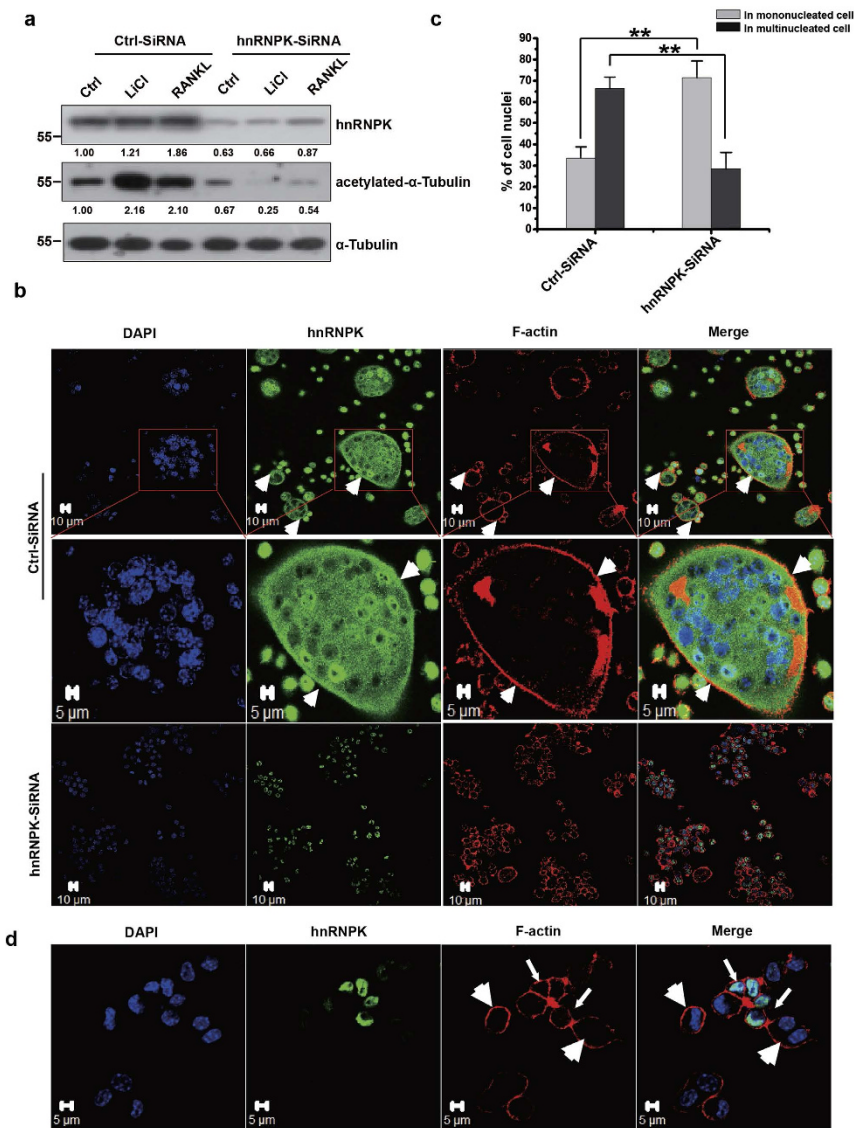 a
Ctrl-SiRNA hnRNPK-SiRNA
Ctrl LiCl RANKL Ctrl LiCl RANKL
55 hnRNPK
1.00 1.21 1.86 0.63 0.66 0.87
55 acetylated-α-Tubulin
1.00 2.16 2.10 0.67 0.25 0.54
55 α-Tubulin
c
In mononucleated cell
In multinucleated cell
**
**
% of cell nuclei
90
80
70
60
50
40
30
20
10
0
Ctrl-SiRNA hnRNPK-SiRNA
b
DAPI hnRNPK F-actin Merge
Ctrl-SiRNA
10 µm 10 µm 10 µm 10 µm
5 µm 5 µm 5 µm 5 µm
hnRNPK-SiRNA
10 µm 10 µm 10 µm 10 µm
d
DAPI hnRNPK F-actin Merge
5 µm 5 µm 5 µm 5 µm